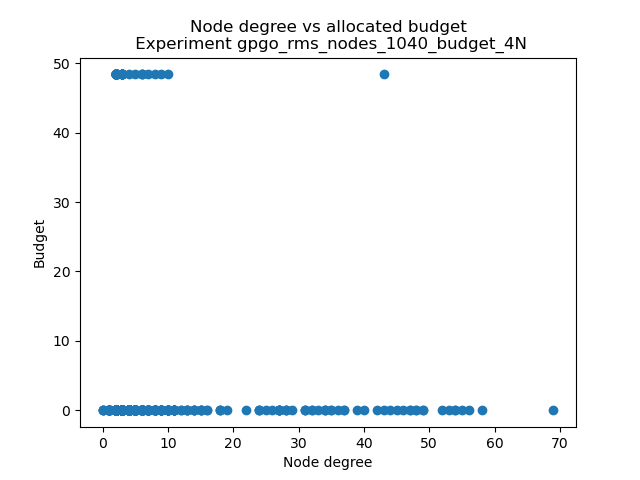 Node degree vs allocated budget
Experiment gpgo_rms_nodes_1040_budget_4N
50
40
30
20
10
0
Budget
0 10 20 30 40 50 60 70
Node degree